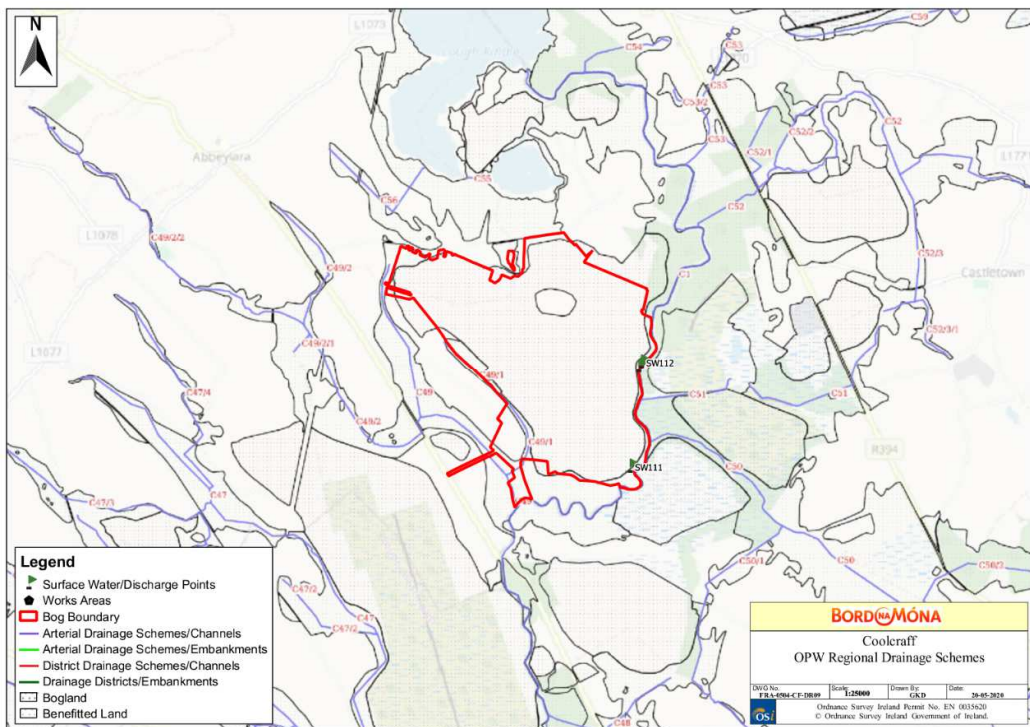 N
L1073
C54
C59
C53
C53
C53/2
C53
C52/2
C52
C52/1
L1771
Abbeylara
C55
C56
C52
L1078
C49/2/2
C49/2
C1
C52/3
Castletown
C52/3/1
L1077
C49/2/1
SW112
C49/1
C49
C51
C51
C47/4
C49/2
C49/1
R394
SW111
C50
C47
C47/3
C50/1
C50
C50/2
C47/2
C47
C47/2
C48
Legend
Surface Water/Discharge Points
Works Areas
Bog Boundary
Arterial Drainage Schemes/Channels
Arterial Drainage Schemes/Embankments
District Drainage Schemes/Channels
Drainage Districts/Embankments
Bogland
Benefitted Land
BORD NA MÓNA
Coolcraff
OPW Regional Drainage Schemes
DWG No. Scale: Drawn By: Date:
FRA-0504-CF-DR09 1:25000 GKD 20-05-2020
OSi
Ordnance Survey Ireland Permit No. EN 0035620
© Ordnance Survey Ireland Government of Ireland.